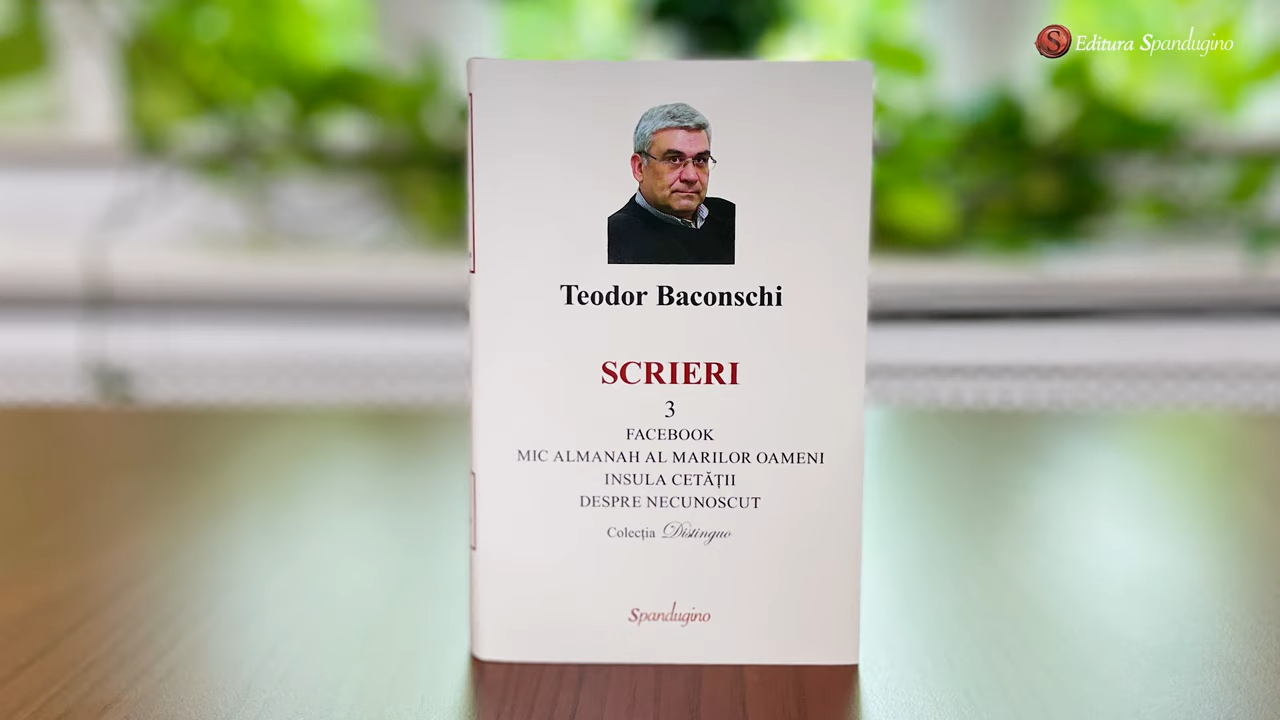 S Editura Spandugino
Teodor Baconschi
SCRIERI
3
FACEBOOK
MIC ALMANAH AL MARILOR OAMENI
INSULA CETĂȚII
DESPRE NECUNOSCUT
Colecția Distinguo
Spandugino